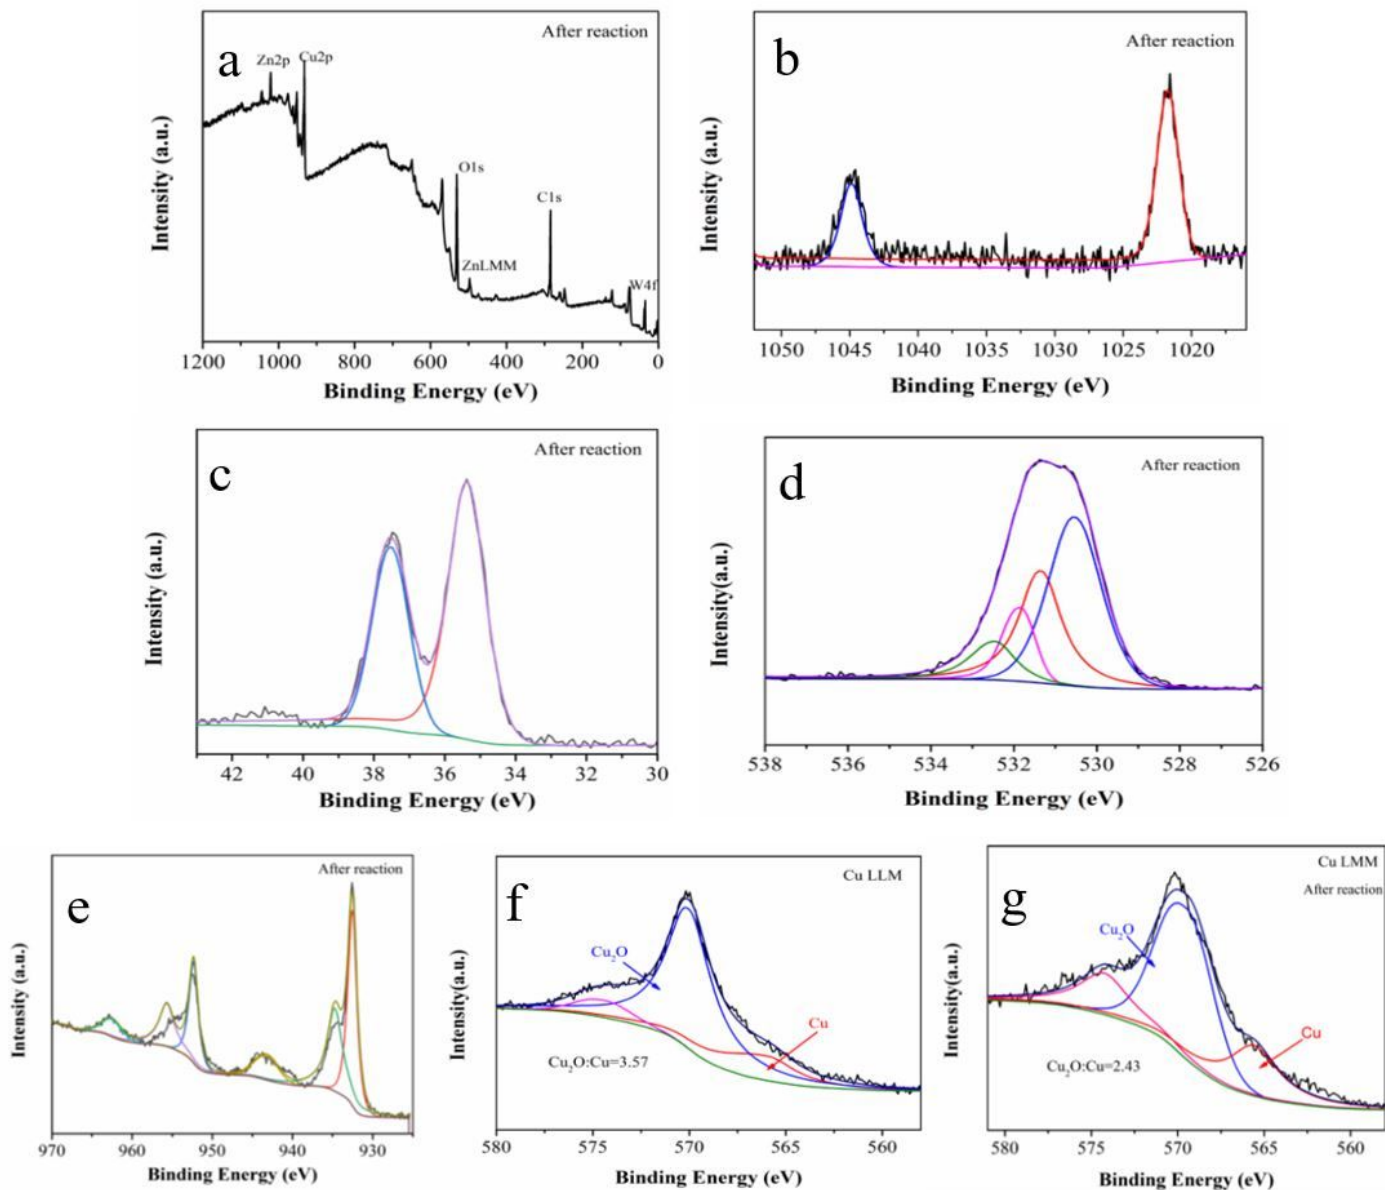 a
After reaction
Zn2p
Cu2p
O1s
C1s
ZnLMM
W4f
Intensity (a.u.)
1200 1000 800 600 400 200 0
Binding Energy (eV)
b
After reaction
Intensity (a.u.)
1050 1045 1040 1035 1030 1025 1020
Binding Energy (eV)
c
After reaction
Intensity (a.u.)
42 40 38 36 34 32 30
Binding Energy (eV)
d
After reaction
Intensity(a.u.)
538 536 534 532 530 528 526
Binding Energy (eV)
e
After reaction
Intensity (a.u.)
970 960 950 940 930
Binding Energy (eV)
f
Cu LLM
Cu₂O
Cu
Cu₂O:Cu=3.57
Intensity(a.u.)
580 575 570 565 560
Binding Energy (eV)
g
Cu LMM
After reaction
Cu₂O
Cu
Cu₂O:Cu=2.43
Intensity(a.u.)
580 575 570 565 560
Binding Energy (eV)